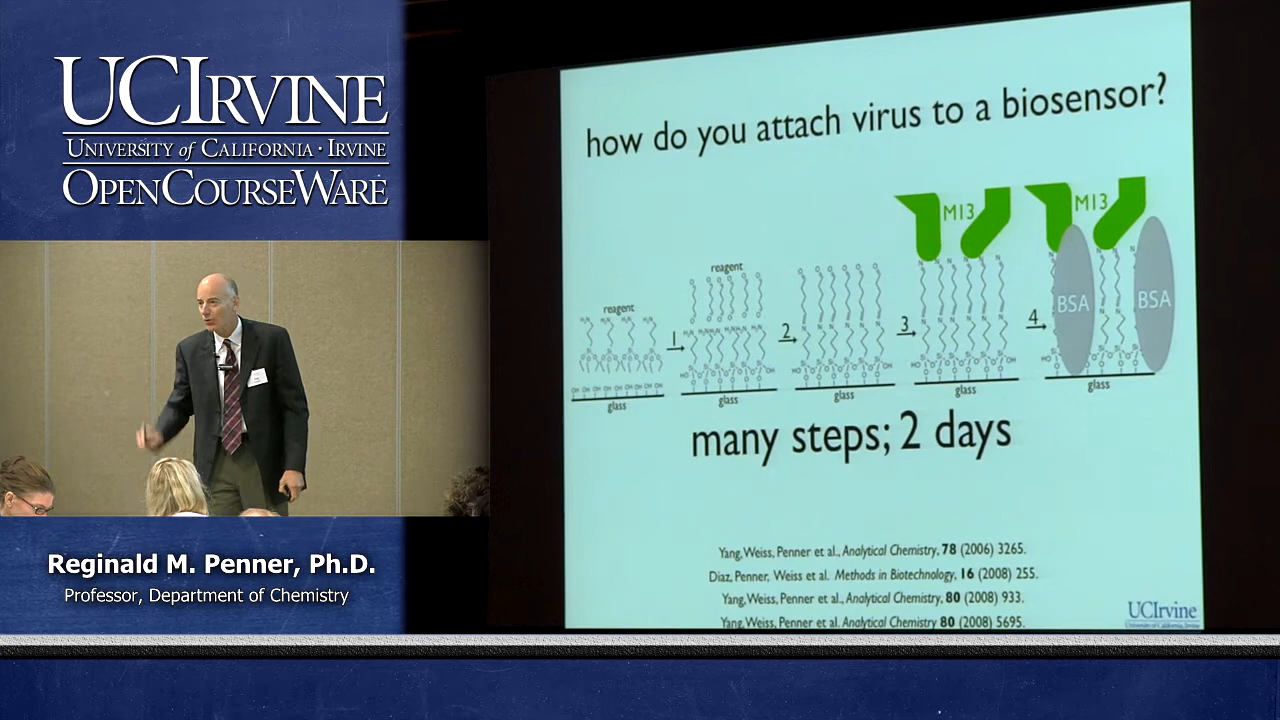 UCIRVINE
UNIVERSITY of CALIFORNIA · IRVINE
OPENCOURSEWARE
Reginald M. Penner, Ph.D.
Professor, Department of Chemistry
how do you attach virus to a biosensor?
reagent
reagent
M13
M13
BSA
BSA
1
2
3
4
glass
glass
glass
glass
glass
many steps; 2 days
Yang, Weiss, Penner et al., Analytical Chemistry, 78 (2006) 3265.
Diaz, Penner, Weiss et al. Methods in Biotechnology, 16 (2008) 255.
Yang, Weiss, Penner et al., Analytical Chemistry, 80 (2008) 933.
Yang, Weiss, Penner et al. Analytical Chemistry 80 (2008) 5695.
UCIrvine
University of California, Irvine